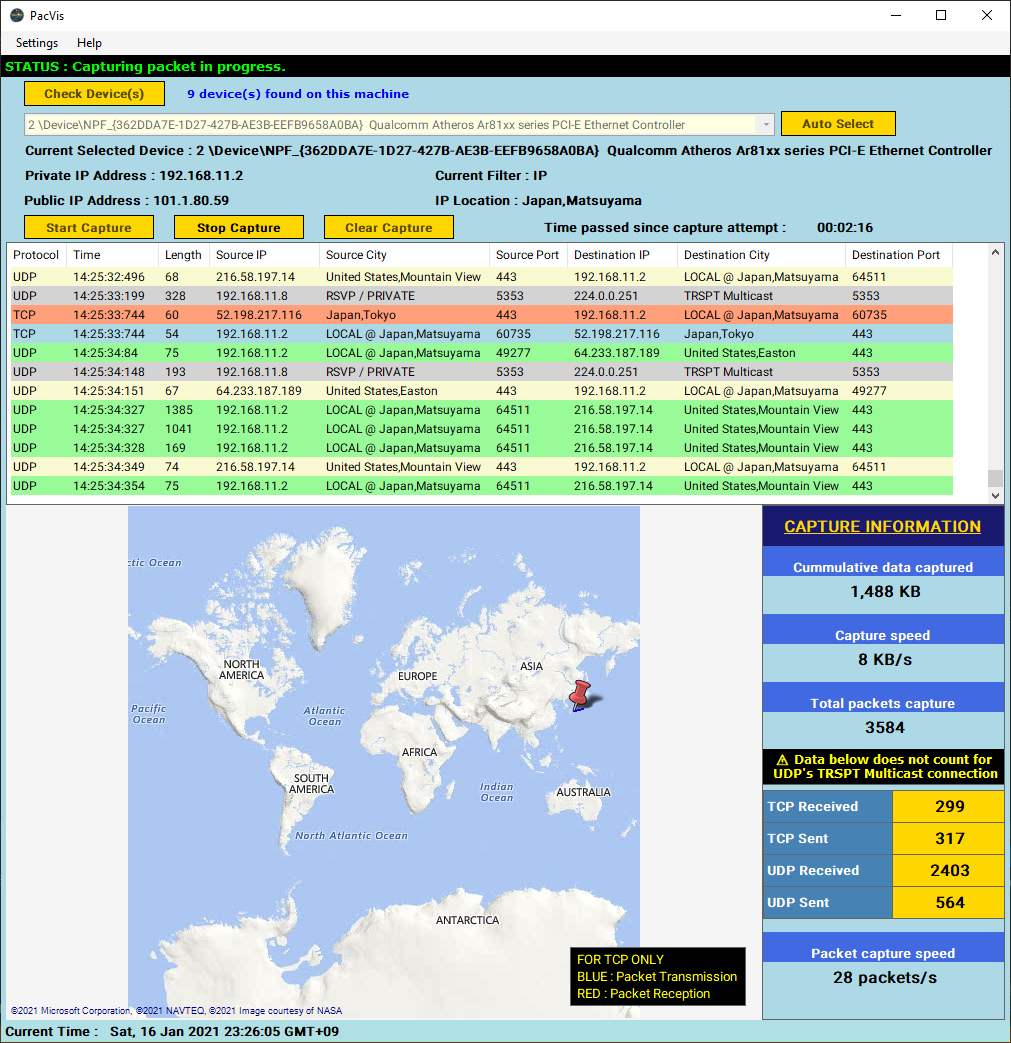 PacVis
Settings Help
STATUS : Capturing packet in progress.
Check Device(s) 9 device(s) found on this machine
2 \Device\NPF_{362DDA7E-1D27-427B-AE3B-EEFB9658A0BA} Qualcomm Atheros Ar81xx series PCI-E Ethernet Controller Auto Select
Current Selected Device : 2 \Device\NPF_{362DDA7E-1D27-427B-AE3B-EEFB9658A0BA} Qualcomm Atheros Ar81xx series PCI-E Ethernet Controller
Private IP Address : 192.168.11.2 Current Filter : IP
Public IP Address : 101.1.80.59 IP Location : Japan,Matsuyama
Start Capture Stop Capture Clear Capture Time passed since capture attempt : 00:02:16
Protocol Time Length Source IP Source City Source Port Destination IP Destination City Destination Port
UDP 14:25:32:496 68 216.58.197.14 United States,Mountain View 443 192.168.11.2 LOCAL @ Japan,Matsuyama 64511
UDP 14:25:33:199 328 192.168.11.8 RSVP / PRIVATE 5353 224.0.0.251 TRSPT Multicast 5353
TCP 14:25:33:744 60 52.198.217.116 Japan,Tokyo 443 192.168.11.2 LOCAL @ Japan,Matsuyama 60735
TCP 14:25:33:744 54 192.168.11.2 LOCAL @ Japan,Matsuyama 60735 52.198.217.116 Japan,Tokyo 443
UDP 14:25:34:84 75 192.168.11.2 LOCAL @ Japan,Matsuyama 49277 64.233.187.189 United States,Easton 443
UDP 14:25:34:148 193 192.168.11.8 RSVP / PRIVATE 5353 224.0.0.251 TRSPT Multicast 5353
UDP 14:25:34:151 67 64.233.187.189 United States,Easton 443 192.168.11.2 LOCAL @ Japan,Matsuyama 49277
UDP 14:25:34:327 1385 192.168.11.2 LOCAL @ Japan,Matsuyama 64511 216.58.197.14 United States,Mountain View 443
UDP 14:25:34:327 1041 192.168.11.2 LOCAL @ Japan,Matsuyama 64511 216.58.197.14 United States,Mountain View 443
UDP 14:25:34:328 169 192.168.11.2 LOCAL @ Japan,Matsuyama 64511 216.58.197.14 United States,Mountain View 443
UDP 14:25:34:349 74 216.58.197.14 United States,Mountain View 443 192.168.11.2 LOCAL @ Japan,Matsuyama 64511
UDP 14:25:34:354 75 192.168.11.2 LOCAL @ Japan,Matsuyama 64511 216.58.197.14 United States,Mountain View 443
ctic Ocean
NORTH
AMERICA
EUROPE
ASIA
Pacific
Ocean
Atlantic
Ocean
AFRICA
SOUTH
AMERICA
Indian
Ocean
AUSTRALIA
North Atlantic Ocean
ANTARCTICA
FOR TCP ONLY
BLUE : Packet Transmission
RED : Packet Reception
©2021 Microsoft Corporation, ©2021 NAVTEQ, ©2021 Image courtesy of NASA
CAPTURE INFORMATION
Cummulative data captured
1,488 KB
Capture speed
8 KB/s
Total packets capture
3584
⚠ Data below does not count for
UDP's TRSPT Multicast connection
TCP Received 299
TCP Sent 317
UDP Received 2403
UDP Sent 564
Packet capture speed
28 packets/s
Current Time : Sat, 16 Jan 2021 23:26:05 GMT+09